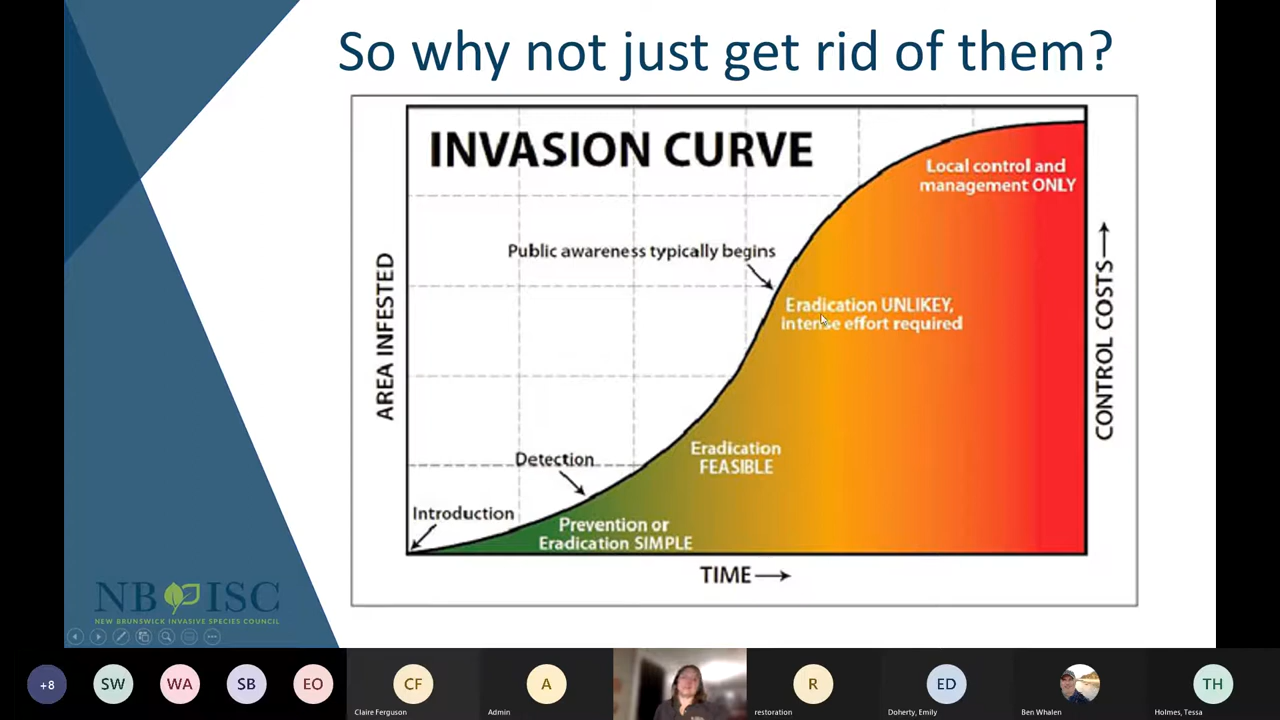 So why not just get rid of them?
INVASION CURVE
Local control and
management ONLY
Public awareness typically begins
Eradication UNLIKEY,
Intense effort required
AREA INFESTED
CONTROL COSTS
Detection
Eradication
FEASIBLE
Introduction
Prevention or
Eradication SIMPLE
TIME
NB ISC
NEW BRUNSWICK INVASIVE SPECIES COUNCIL
+8
SW
WA
SB
EO
CF
Claire Ferguson
A
Admin
R
restoration
ED
Doherty, Emily
Ben Whalen
TH
Holmes, Tessa